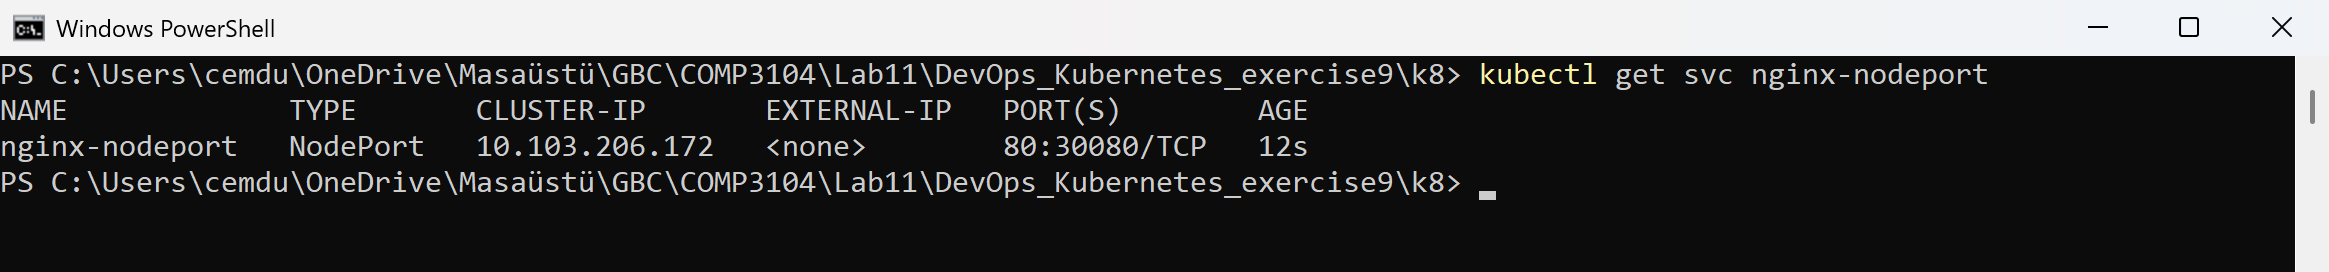 Windows PowerShell
PS C:\Users\cemdu\OneDrive\Masaüstü\GBC\COMP3104\Lab11\DevOps_Kubernetes_exercise9\k8> kubectl get svc nginx-nodeport
NAME             TYPE       CLUSTER-IP       EXTERNAL-IP   PORT(S)        AGE
nginx-nodeport   NodePort   10.103.206.172   <none>        80:30080/TCP   12s
PS C:\Users\cemdu\OneDrive\Masaüstü\GBC\COMP3104\Lab11\DevOps_Kubernetes_exercise9\k8>